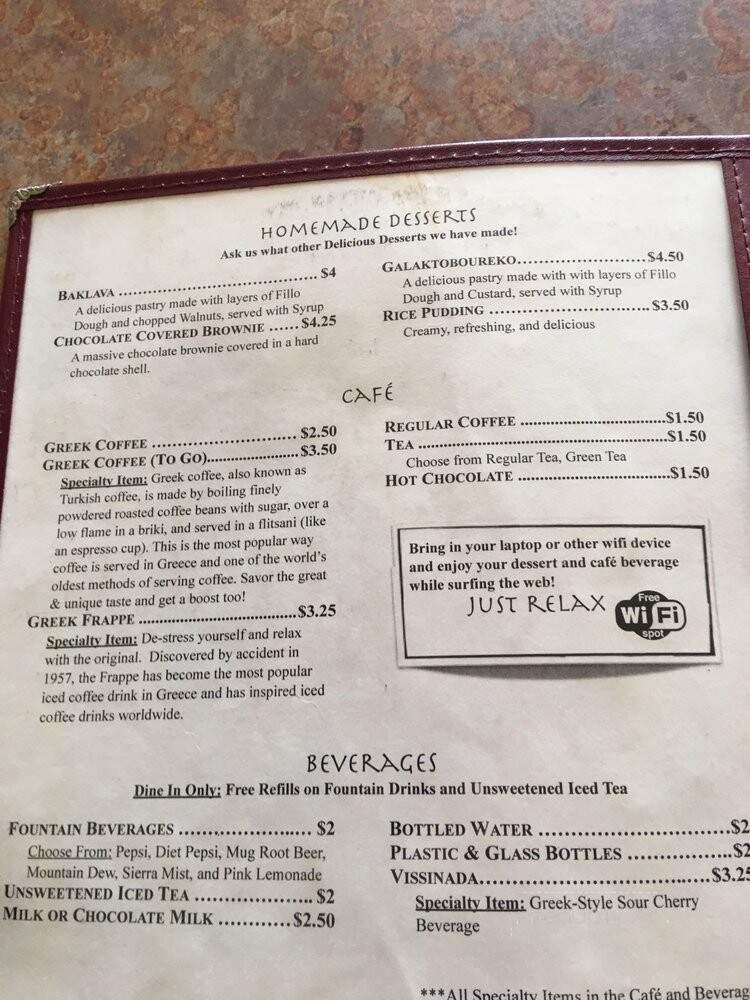 HOMEMADE DESSERTS
Ask us what other Delicious Desserts we have made!
BAKLAVA ........................................ $4
A delicious pastry made with layers of Fillo
Dough and chopped Walnuts, served with Syrup
CHOCOLATE COVERED BROWNIE ...... $4.25
A massive chocolate brownie covered in a hard
chocolate shell.
GALAKTOBOUREKO.......................... $4.50
A delicious pastry made with with layers of Fillo
Dough and Custard, served with Syrup
RICE PUDDING ................................. $3.50
Creamy, refreshing, and delicious
CAFÉ
GREEK COFFEE ................................ $2.50
GREEK COFFEE (TO GO)........................ $3.50
Specialty Item: Greek coffee, also known as
Turkish coffee, is made by boiling finely
powdered roasted coffee beans with sugar, over a
low flame in a briki, and served in a flitsani (like
an espresso cup). This is the most popular way
coffee is served in Greece and one of the world's
oldest methods of serving coffee. Savor the great
& unique taste and get a boost too!
GREEK FRAPPE ........................................$3.25
Specialty Item: De-stress yourself and relax
with the original. Discovered by accident in
1957, the Frappe has become the most popular
iced coffee drink in Greece and has inspired iced
coffee drinks worldwide.
REGULAR COFFEE .....................................$1.50
TEA ...............................................................$1.50
Choose from Regular Tea, Green Tea
HOT CHOCOLATE ......................................$1.50
Bring in your laptop or other wifi device
and enjoy your dessert and café beverage
while surfing the web!
JUST RELAX
Free
Wi Fi
spot
BEVERAGES
Dine In Only: Free Refills on Fountain Drinks and Unsweetened Iced Tea
FOUNTAIN BEVERAGES ........................ $2
Choose From: Pepsi, Diet Pepsi, Mug Root Beer,
Mountain Dew, Sierra Mist, and Pink Lemonade
UNSWEETENED ICED TEA ..................... $2
MILK OR CHOCOLATE MILK ............$2.50
BOTTLED WATER ...............................$2
PLASTIC & GLASS BOTTLES .................$2
VISSINADA.......................................$3.25
Specialty Item: Greek-Style Sour Cherry
Beverage
***All Specialty Items in the Café and Beverag